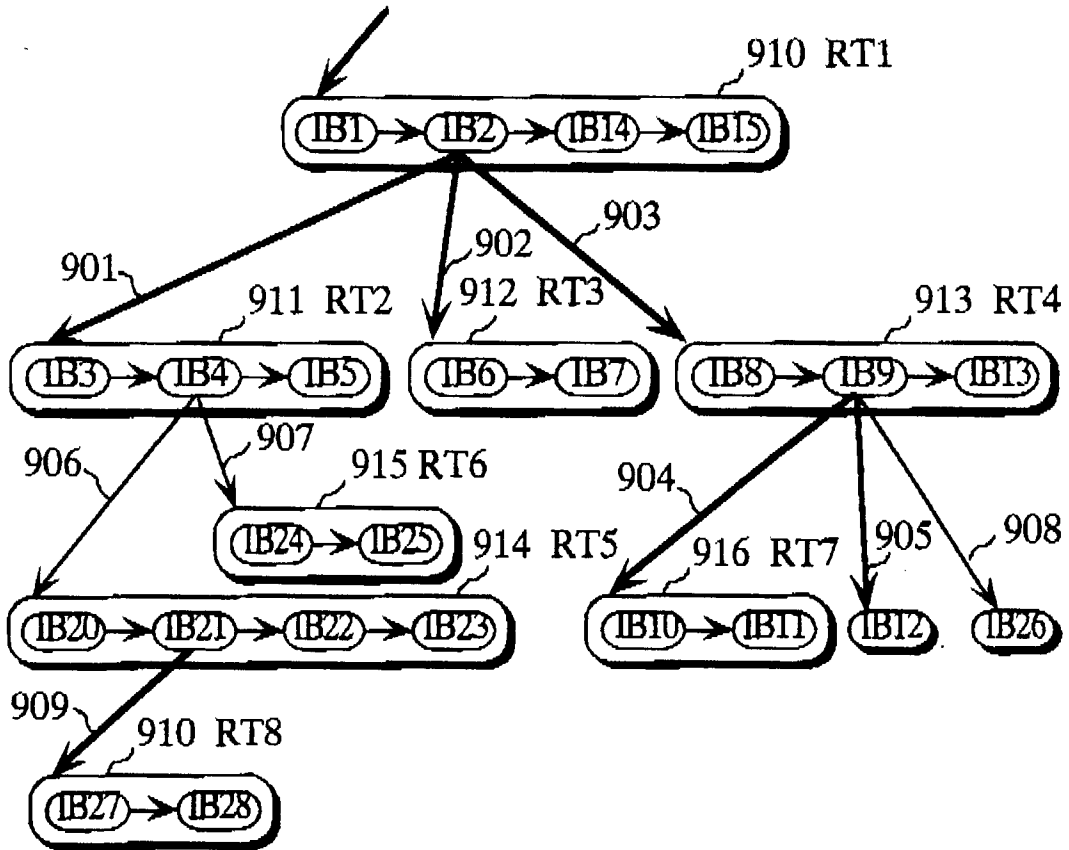 910 RT1
IB1 IB2 IB14 IB15
901 902 903
911 RT2 912 RT3 913 RT4
IB3 IB4 IB5 IB6 IB7 IB8 IB9 IB13
906 907 904 905 908
915 RT6
IB24 IB25
914 RT5 916 RT7
IB20 IB21 IB22 IB23 IB10 IB11 IB12 IB26
909
910 RT8
IB27 IB28